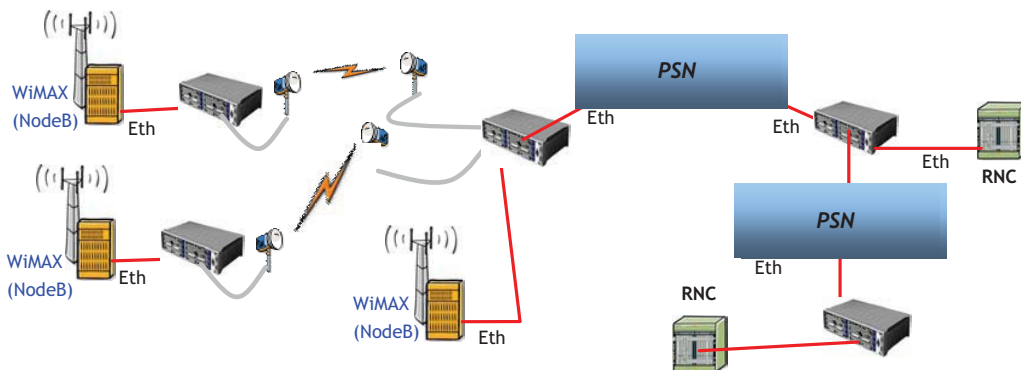 WiMAX
(NodeB)
Eth
PSN
Eth
Eth
Eth
RNC
WiMAX
(NodeB)
Eth
PSN
Eth
WiMAX
(NodeB)
Eth
RNC